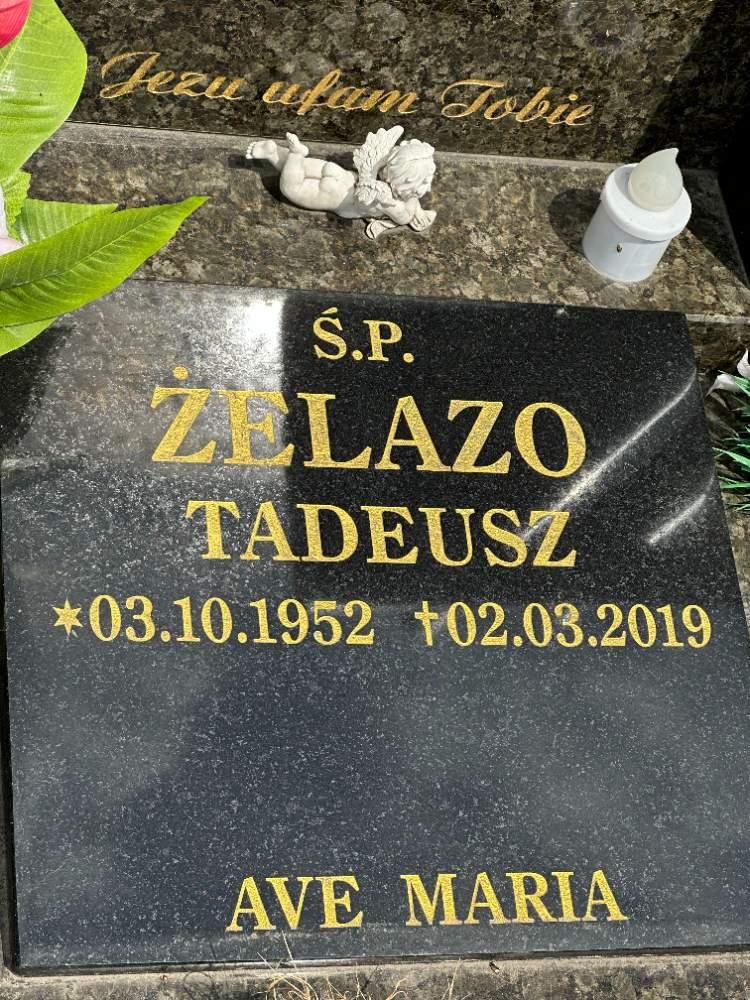 Jezu ufam Tobie
Ś.P.
ŻELAZO
TADEUSZ
*03.10.1952 †02.03.2019
AVE MARIA